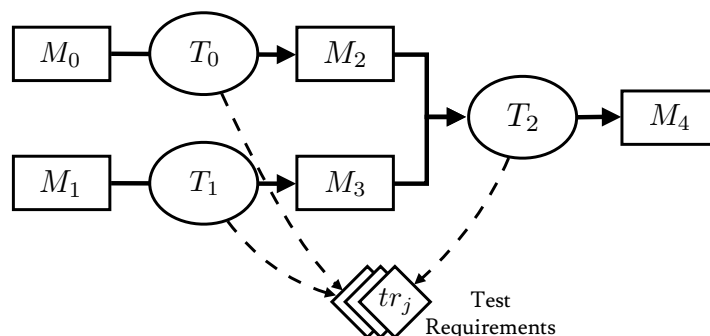 M₀ T₀ M₂
T₂ M₄
M₁ T₁ M₃
trⱼ Test
Requirements